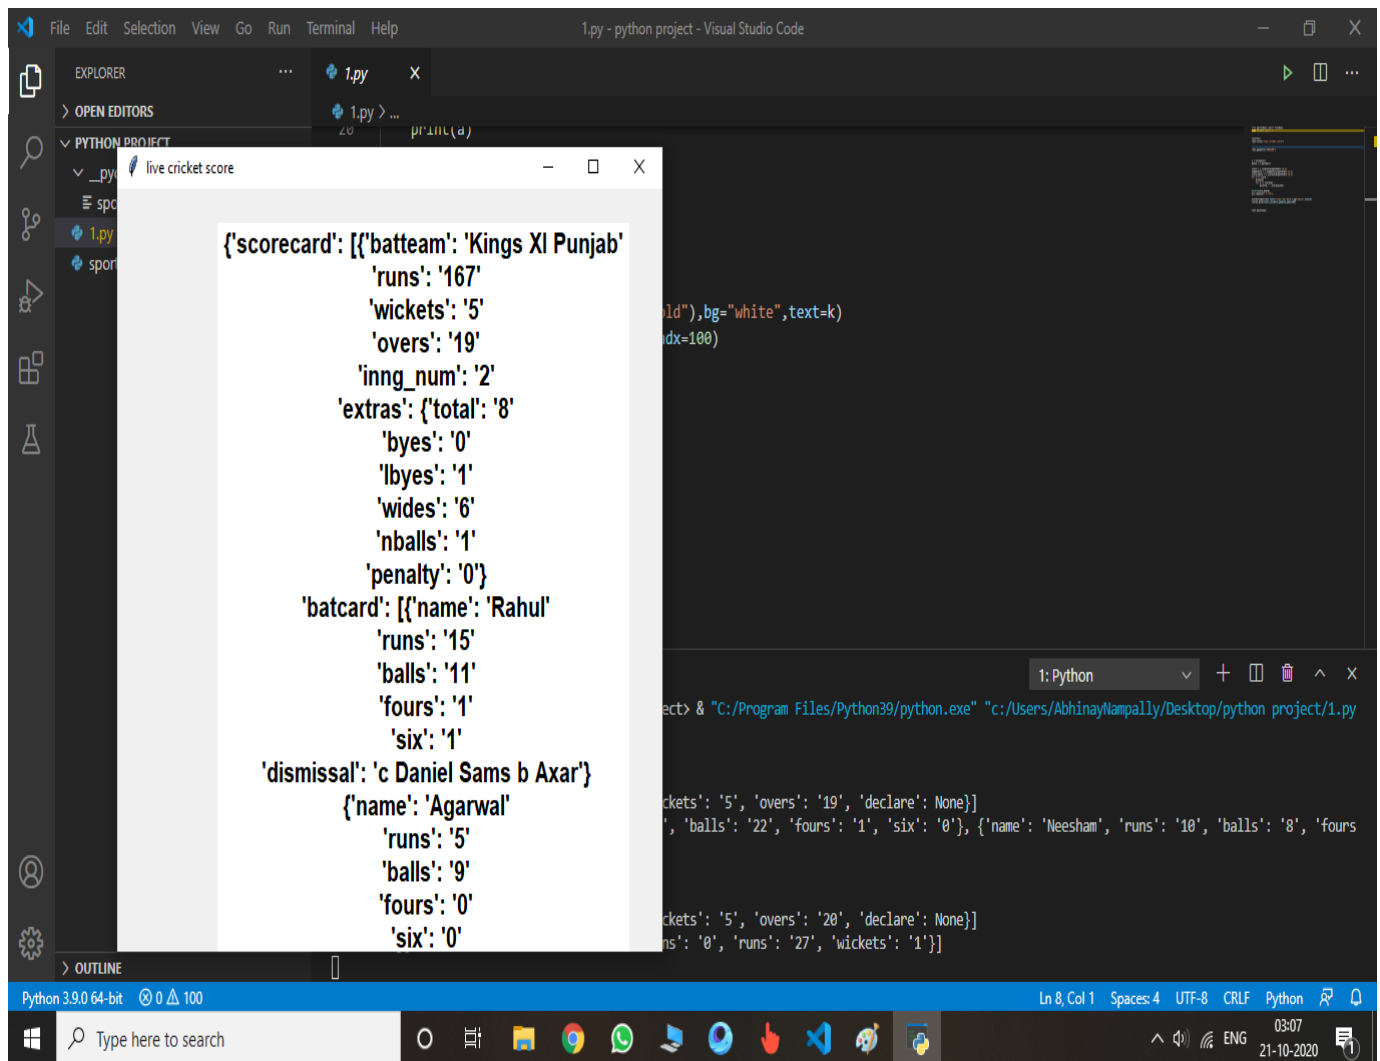 File Edit Selection View Go Run Terminal Help 1.py - python project - Visual Studio Code
EXPLORER ... 1.py X
> OPEN EDITORS 1.py > ...
PYTHON PROJECT 20 print(a)
live cricket score
1.py
{'scorecard': [{'batteam': 'Kings XI Punjab'
'runs': '167'
'wickets': '5'
'overs': '19'
'inng_num': '2'
'extras': {'total': '8'
'byes': '0'
'lbyes': '1'
'wides': '6'
'nballs': '1'
'penalty': '0'}
'batcard': [{'name': 'Rahul'
'runs': '15'
'balls': '11'
'fours': '1'
'six': '1'
'dismissal': 'c Daniel Sams b Axar'}
{'name': 'Agarwal'
'runs': '5'
'balls': '9'
'fours': '0'
'six': '0'
ld"),bg="white",text=k)
dx=100)
1: Python
ect> & "C:/Program Files/Python39/python.exe" "c:/Users/AbhinayNampally/Desktop/python project/1.py
ckets': '5', 'overs': '19', 'declare': None}]
', 'balls': '22', 'fours': '1', 'six': '0'}, {'name': 'Neesham', 'runs': '10', 'balls': '8', 'fours
ckets': '5', 'overs': '20', 'declare': None}]
ns': '0', 'runs': '27', 'wickets': '1'}]
> OUTLINE
Python 3.9.0 64-bit 0 100 Ln 8, Col 1 Spaces: 4 UTF-8 CRLF Python
Type here to search ENG 03:07
21-10-2020
1